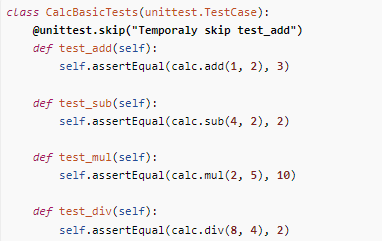 class CalcBasicTests(unittest.TestCase):
    @unittest.skip("Temporaly skip test_add")
    def test_add(self):
        self.assertEqual(calc.add(1, 2), 3)

    def test_sub(self):
        self.assertEqual(calc.sub(4, 2), 2)

    def test_mul(self):
        self.assertEqual(calc.mul(2, 5), 10)

    def test_div(self):
        self.assertEqual(calc.div(8, 4), 2)